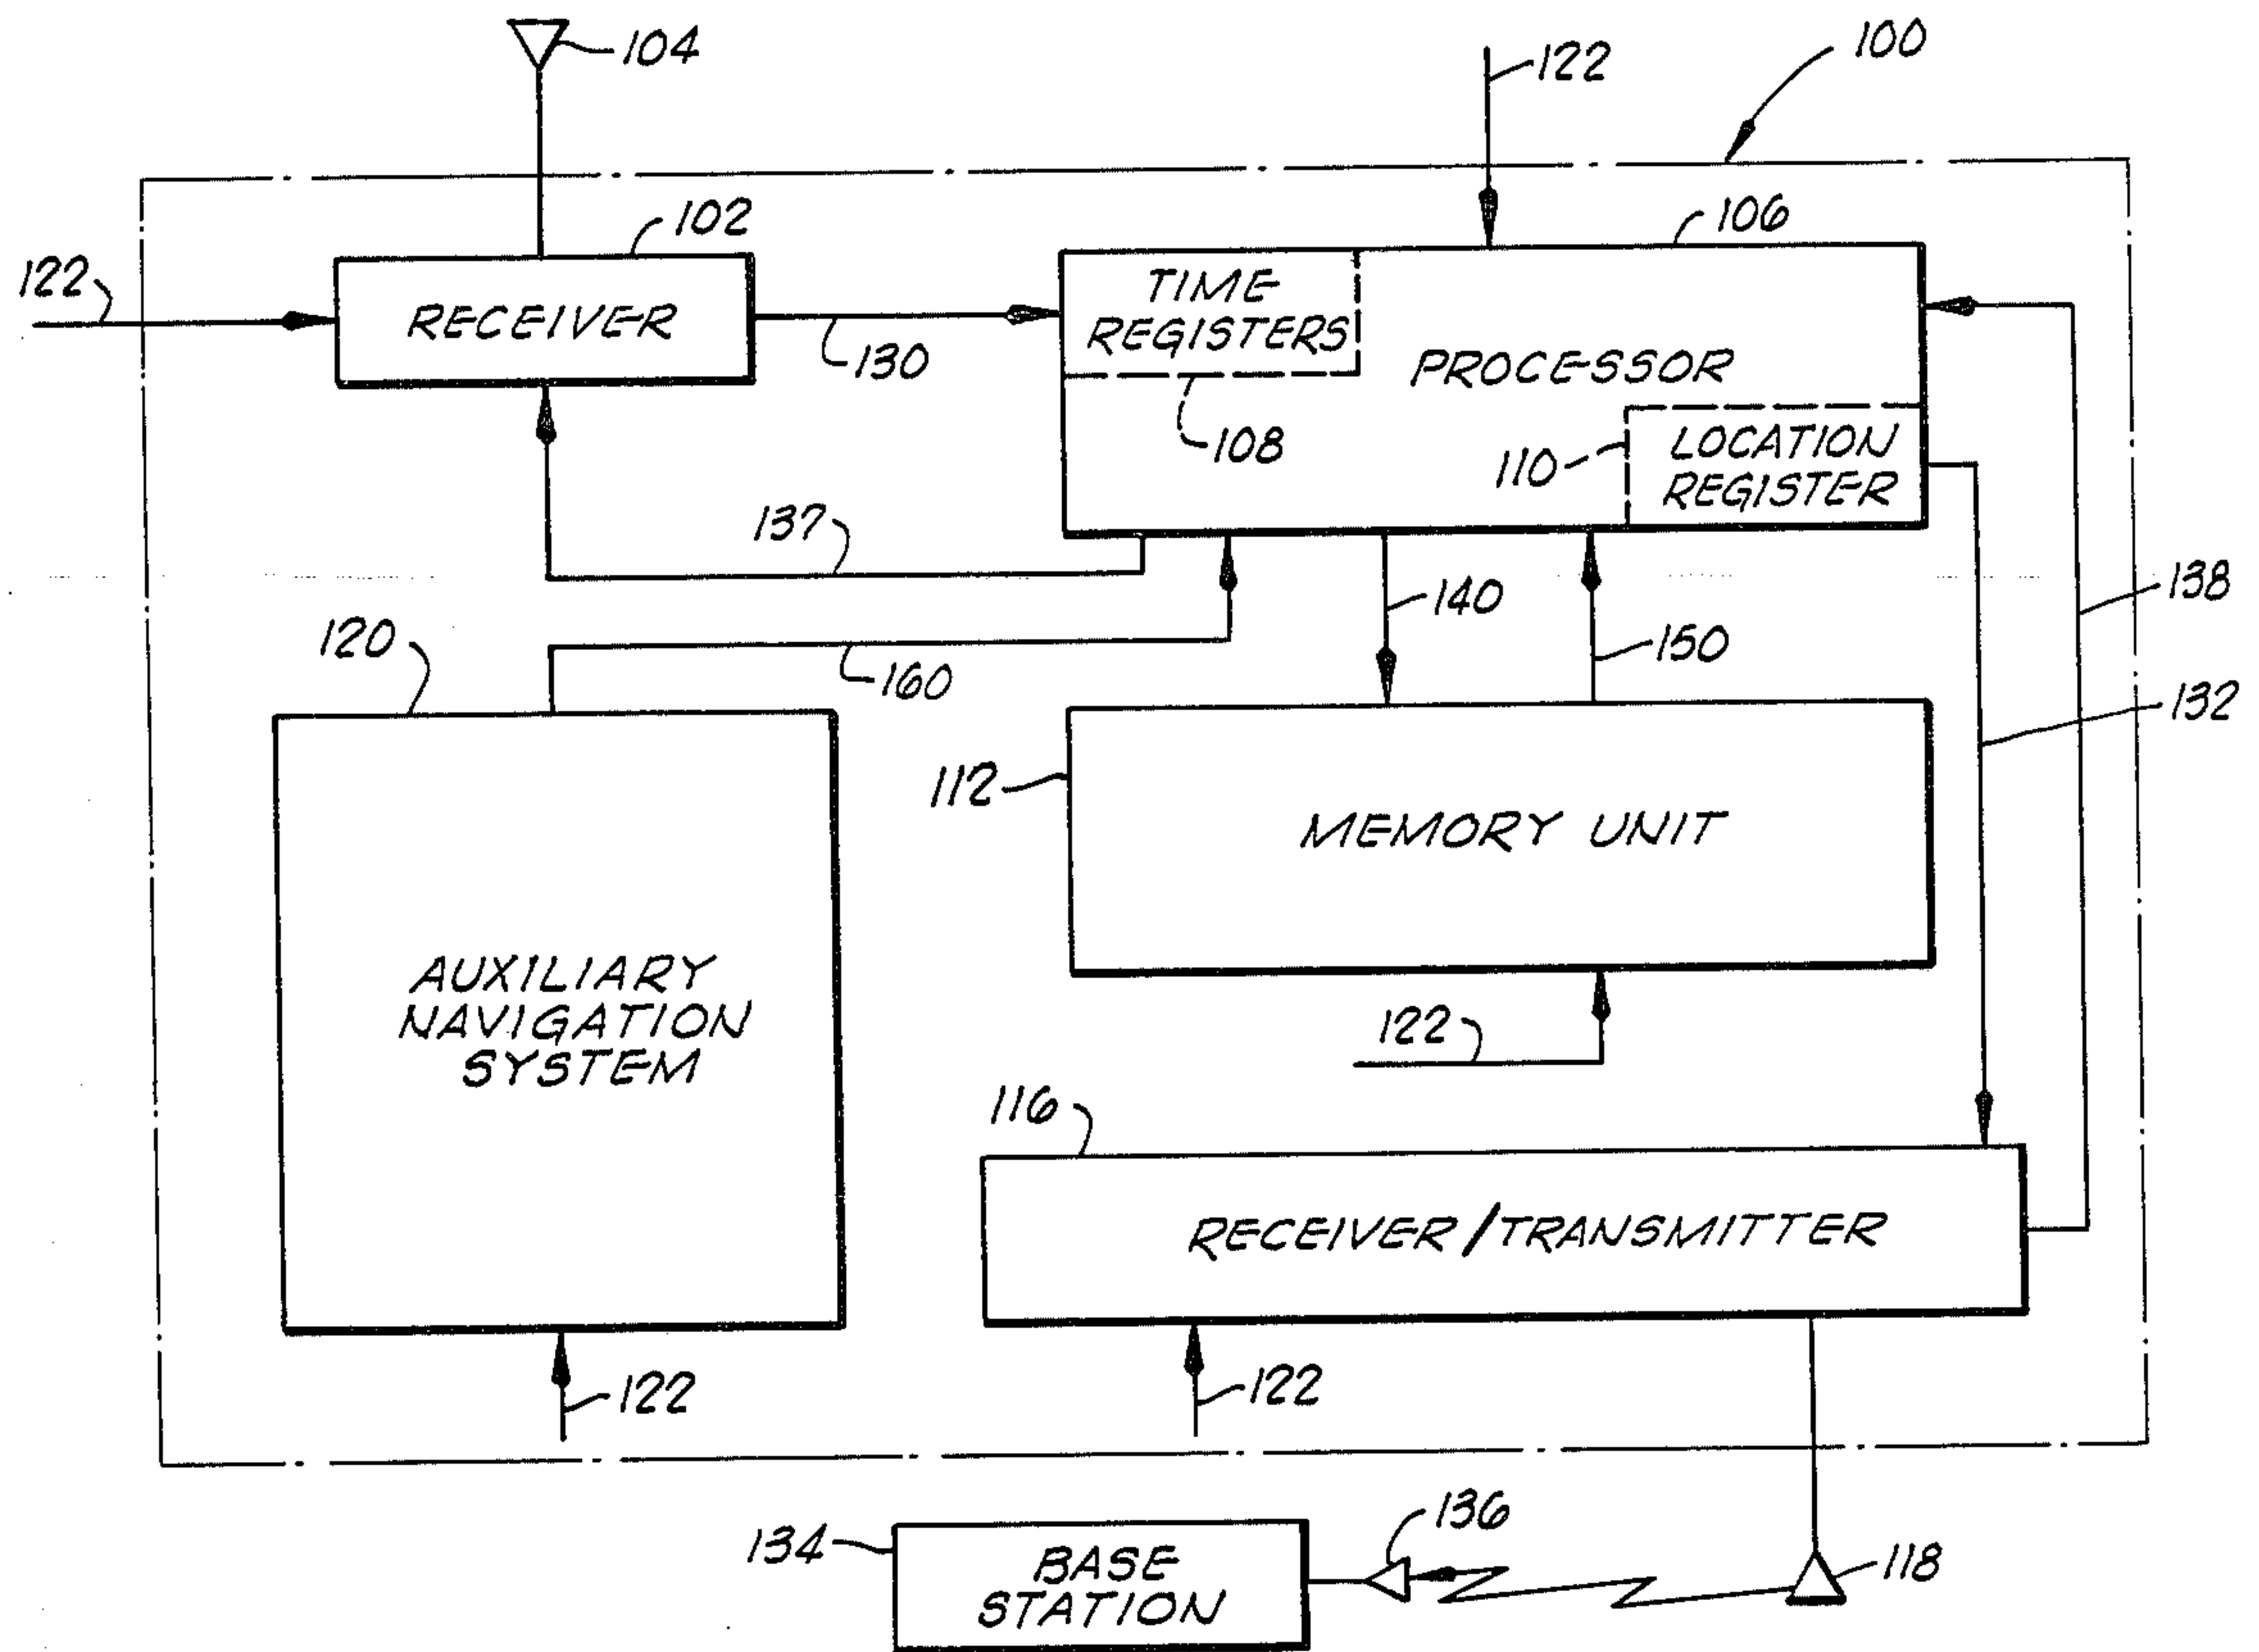 104
122
100
102
106
122
RECEIVER
130
TIME
REGISTERS
PROCESSOR
108
110
LOCATION
REGISTER
137
140
150
138
120
160
132
112
MEMORY UNIT
AUXILIARY
NAVIGATION
SYSTEM
122
116
RECEIVER/TRANSMITTER
122
122
134
BASE
STATION
136
118